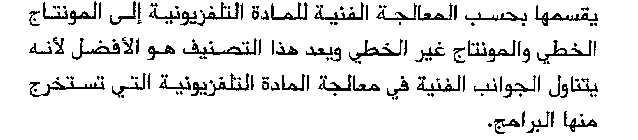 يقسمها بحسب المعالجة الفنية للمادة التلفزيونية إلى المونتاج
الخطي والمونتاج غير الخطي ويعد هذا التصنيف هو الأفضل لأنه
يتناول الجوانب الفنية في معالجة المادة التلفزيونية التي تستخرج
منها البرامج.